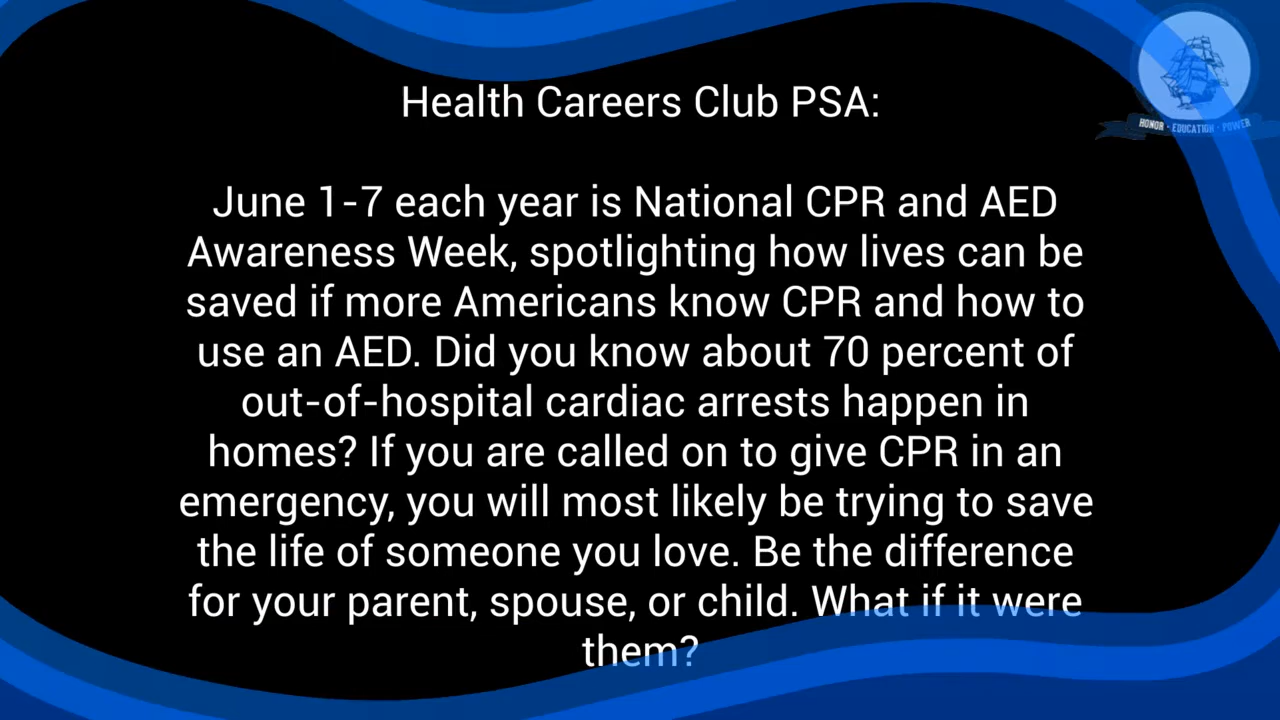 HONOR - EDUCATION - POWER
Health Careers Club PSA:
June 1-7 each year is National CPR and AED
Awareness Week, spotlighting how lives can be
saved if more Americans know CPR and how to
use an AED. Did you know about 70 percent of
out-of-hospital cardiac arrests happen in
homes? If you are called on to give CPR in an
emergency, you will most likely be trying to save
the life of someone you love. Be the difference
for your parent, spouse, or child. What if it were
them?